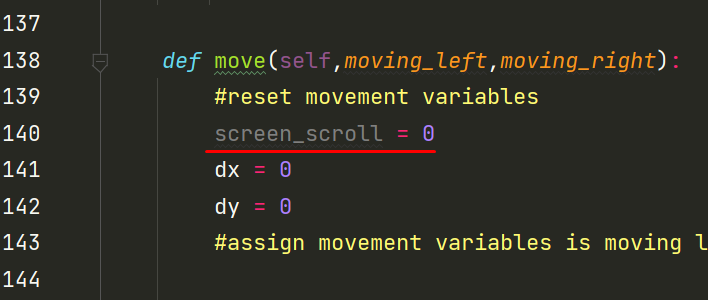 137
138 def move(self,moving_left,moving_right):
139 #reset movement variables
140 screen_scroll = 0
141 dx = 0
142 dy = 0
143 #assign movement variables is moving l
144